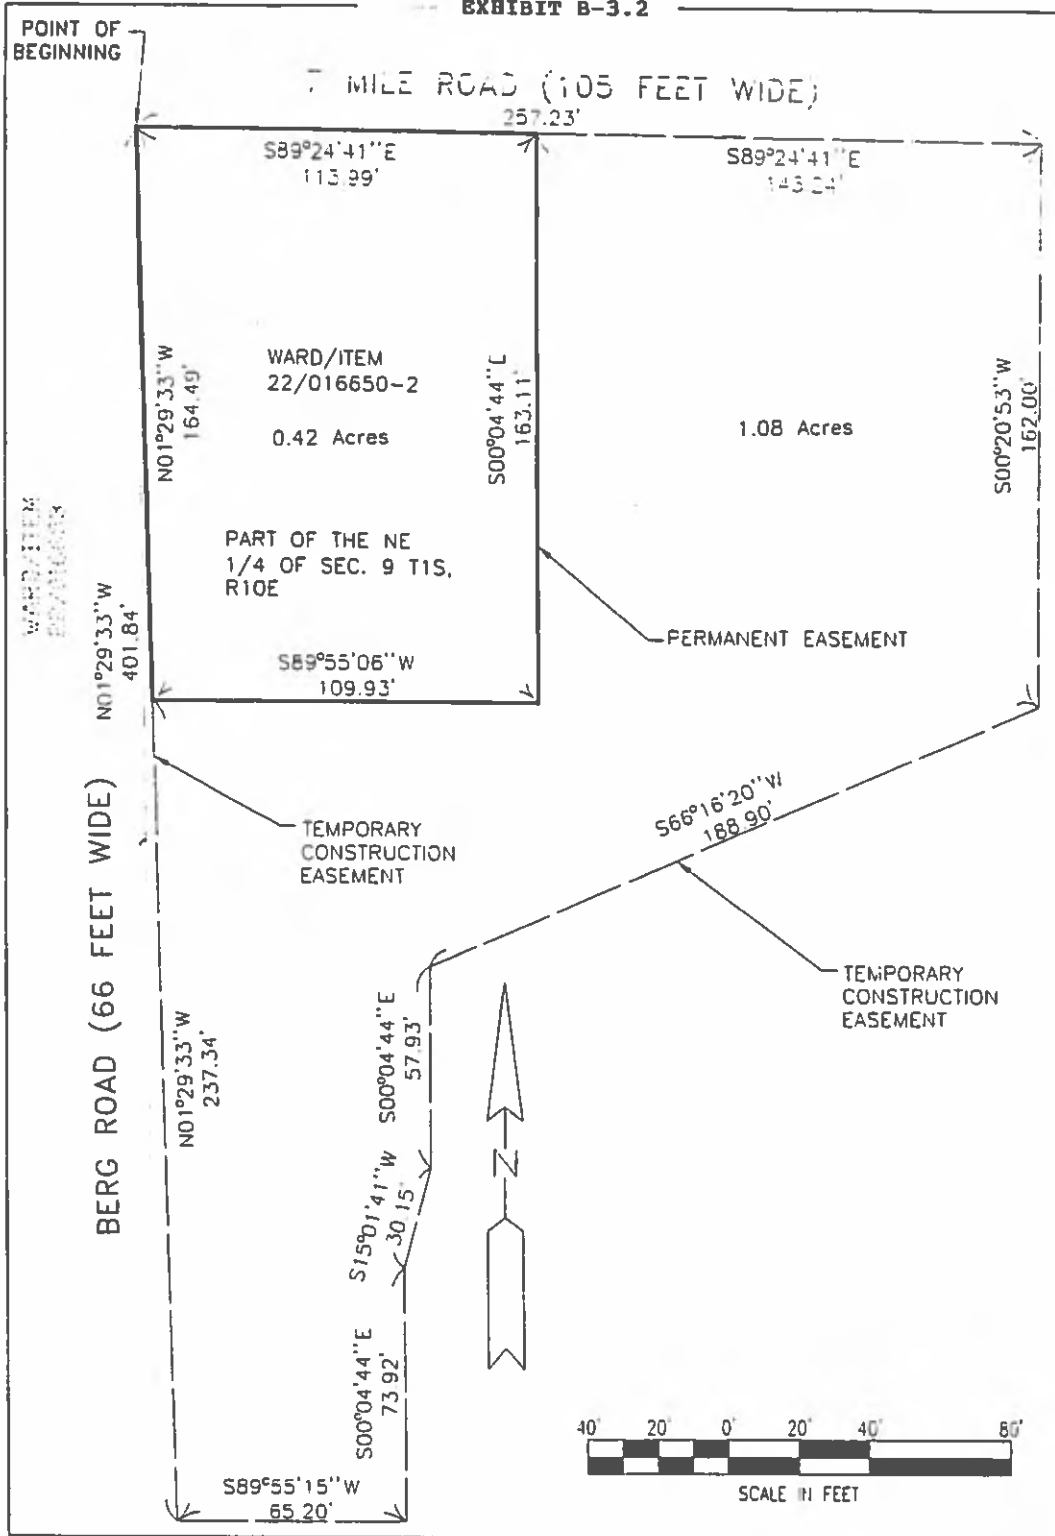 EXHIBIT B-3.2
POINT OF
BEGINNING
7 MILE ROAD (105 FEET WIDE)
257.23'
S89°24'41"E
113.99'
S89°24'41"E
143.24'
N01°29'33"W
164.49'
WARD/ITEM
22/016650-2
0.42 Acres
S00°04'44"E
163.11'
1.08 Acres
S00°20'53"W
162.00'
PART OF THE NE
1/4 OF SEC. 9 T1S,
R10E
WARD/ITEM
N01°29'33"W
401.84'
PERMANENT EASEMENT
S89°55'06"W
109.93'
TEMPORARY
CONSTRUCTION
EASEMENT
S66°16'20"W
188.90'
BERG ROAD (66 FEET WIDE)
TEMPORARY
CONSTRUCTION
EASEMENT
S00°04'44"E
57.93'
N01°29'33"W
237.34'
N
S15°01'41"W
30.15'
S00°04'44"E
73.92'
S89°55'15"W
65.20'
40' 20' 0' 20' 40' 80'
SCALE IN FEET